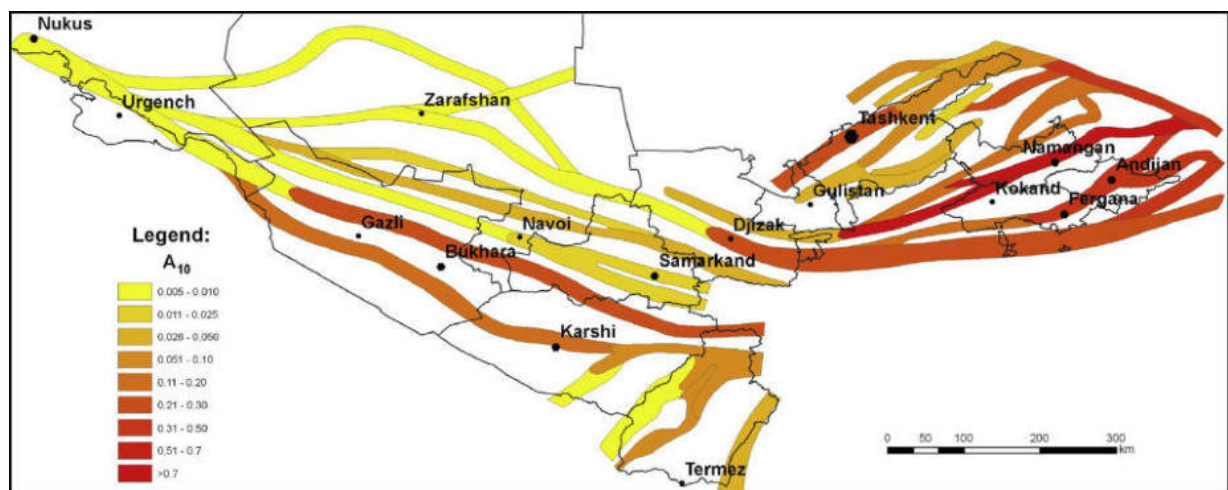 Nukus
Urgench
Zarafshan
Tashkent
Namangan
Andijan
Gulistan
Kokand
Fergana
Gazli
Navoi
Djizak
Bukhara
Samarkand
Karshi
Termez
Legend:
A10
0.005 - 0.010
0.011 - 0.025
0.026 - 0.050
0.051 - 0.10
0.11 - 0.20
0.21 - 0.30
0.31 - 0.50
0.51 - 0.7
>0.7
0 50 100 200 300
km